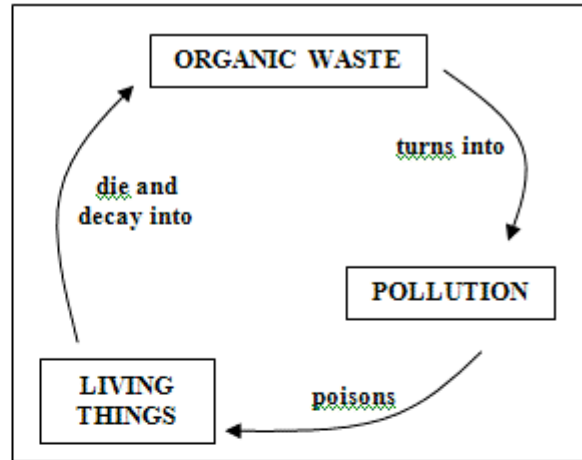 ORGANIC WASTE
turns into
die and
decay into
POLLUTION
LIVING
THINGS
poisons